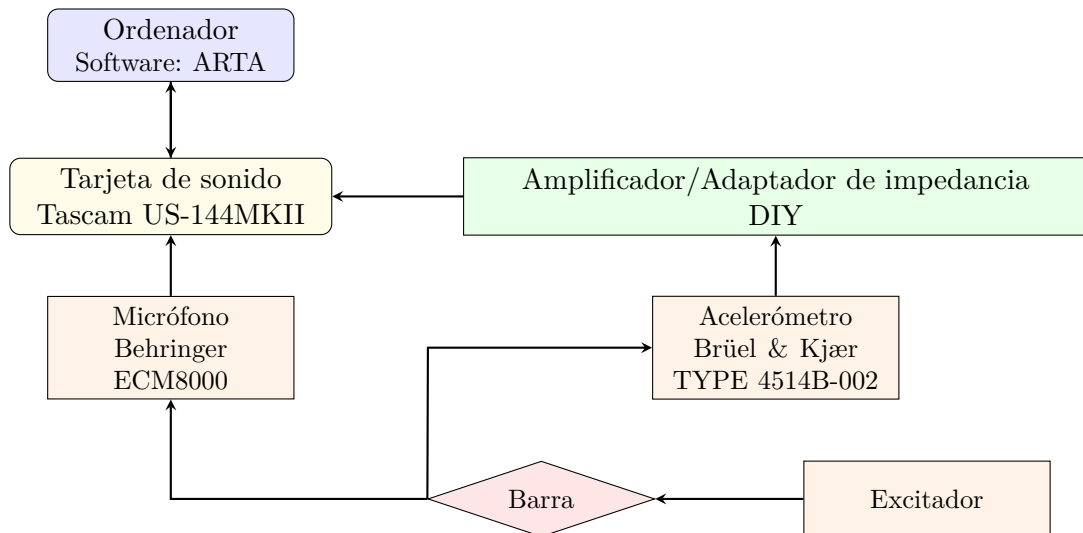 Ordenador
Software: ARTA
Tarjeta de sonido
Tascam US-144MKII
Amplificador/Adaptador de impedancia
DIY
Micrófono
Behringer
ECM8000
Acelerómetro
Brüel & Kjær
TYPE 4514B-002
Barra
Excitador